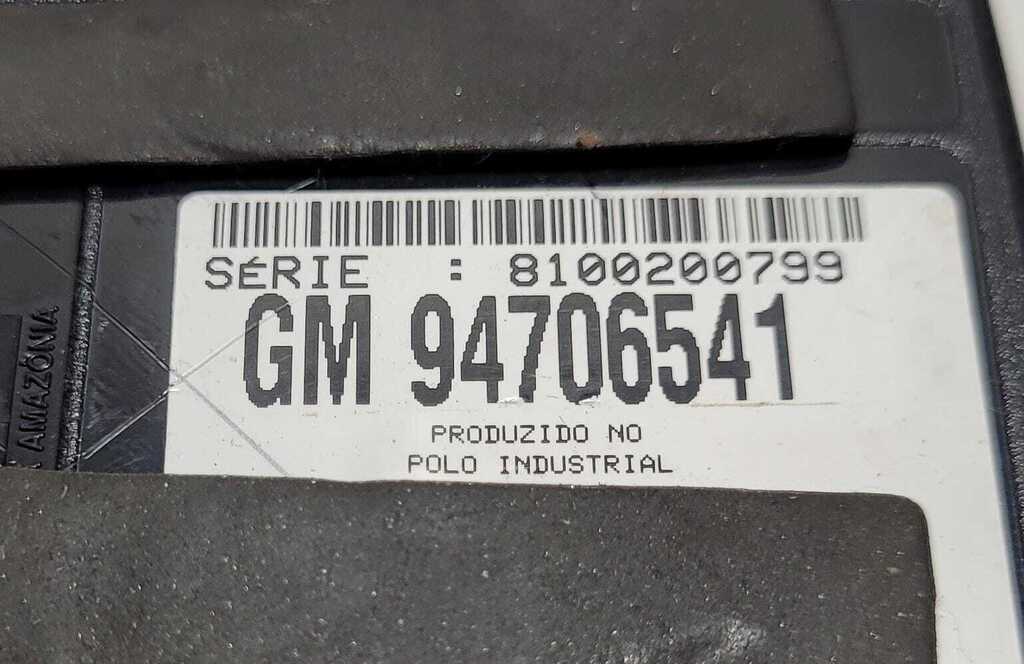 SÉRIE : 8100200799
GM 94706541
PRODUZIDO NO
POLO INDUSTRIAL
AMAZÔNIA